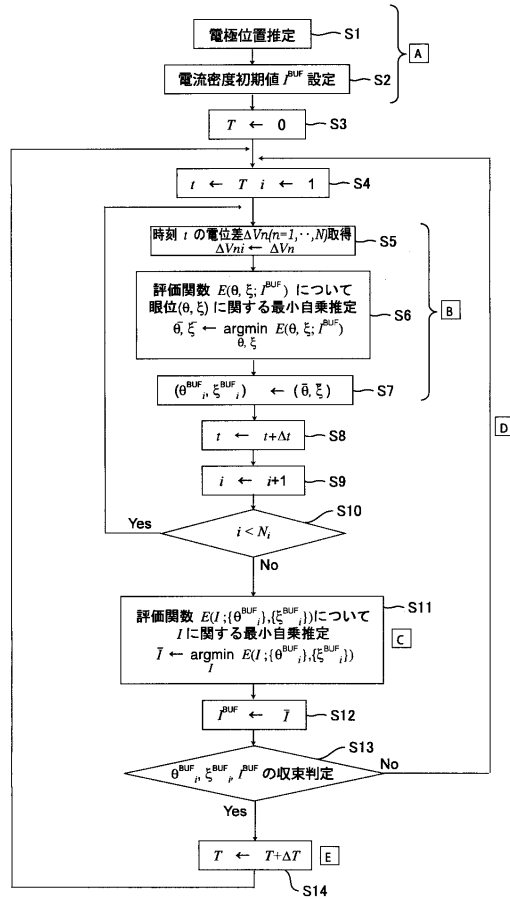 電極位置推定
S1
A
電流密度初期値 I^BUF 設定
S2
T ← 0
S3
t ← T i ← 1
S4
時刻 t の電位差ΔVn(n=1,··,N)取得
ΔVni ← ΔVn
S5
評価関数 E(θ, ξ; I^BUF) について
眼位(θ, ξ) に関する最小自乗推定
θ̄, ξ̄ ← argmin E(θ, ξ; I^BUF)
θ, ξ
S6
B
(θ^BUF_i, ξ^BUF_i) ← (θ̄, ξ̄)
S7
t ← t+Δt
S8
D
i ← i+1
S9
S10
Yes
i < N_i
No
評価関数 E(I ;{θ^BUF_i},{ξ^BUF_i})について
I に関する最小自乗推定
Ī ← argmin E(I ;{θ^BUF_i},{ξ^BUF_i})
I
S11
C
I^BUF ← Ī
S12
S13
θ^BUF_i, ξ^BUF_i, I^BUF の収束判定
No
Yes
T ← T+ΔT
E
S14